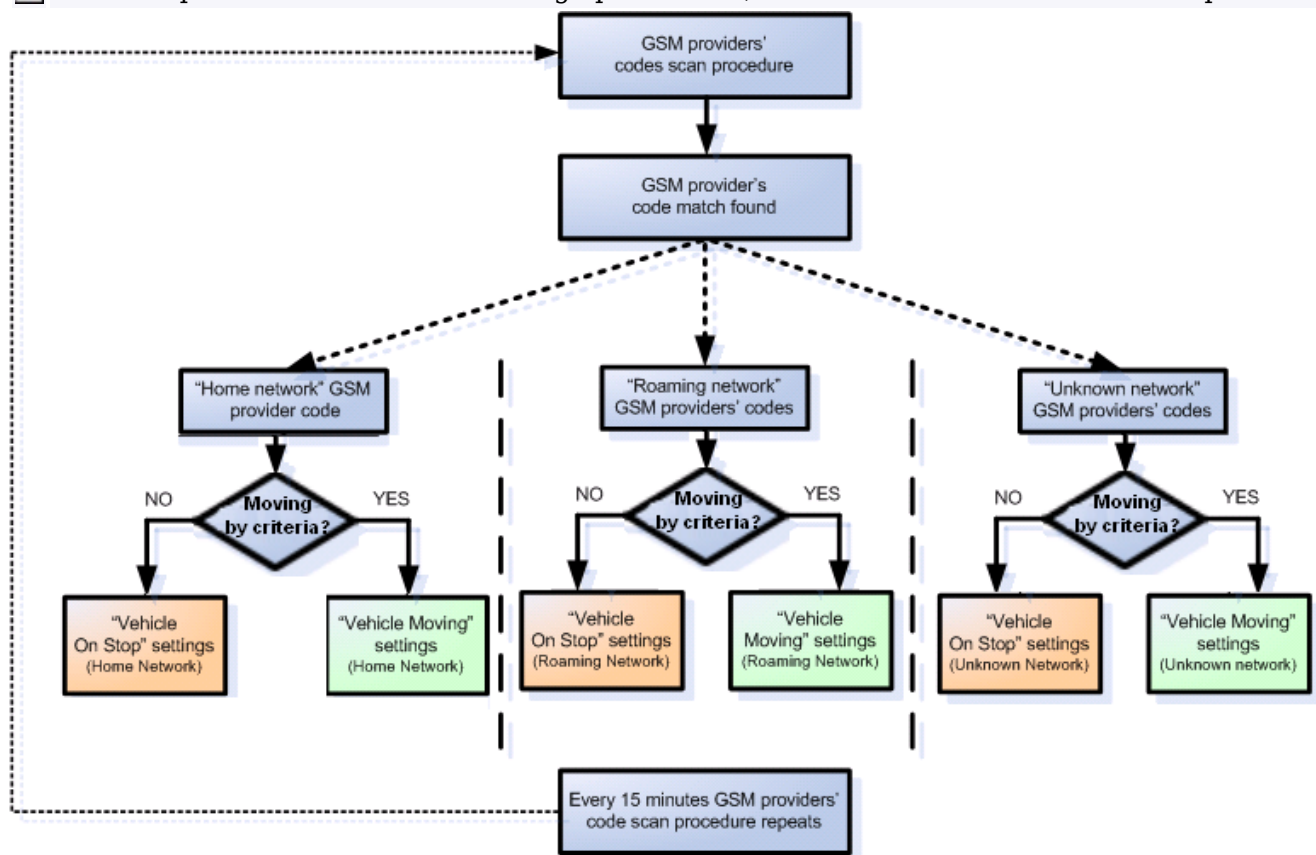 GSM providers'
codes scan procedure
GSM provider's
code match found
"Home network" GSM
provider code
"Roaming network"
GSM providers' codes
"Unknown network"
GSM providers' codes
NO
Moving
by criteria?
YES
NO
Moving
by criteria?
YES
NO
Moving
by criteria?
YES
"Vehicle
On Stop" settings
(Home Network)
"Vehicle Moving"
settings
(Home Network)
"Vehicle
On Stop" settings
(Roaming Network)
"Vehicle
Moving" settings
(Roaming Network)
"Vehicle
On Stop" settings
(Unknown Network)
"Vehicle Moving"
settings
(Unknown network)
Every 15 minutes GSM providers'
code scan procedure repeats